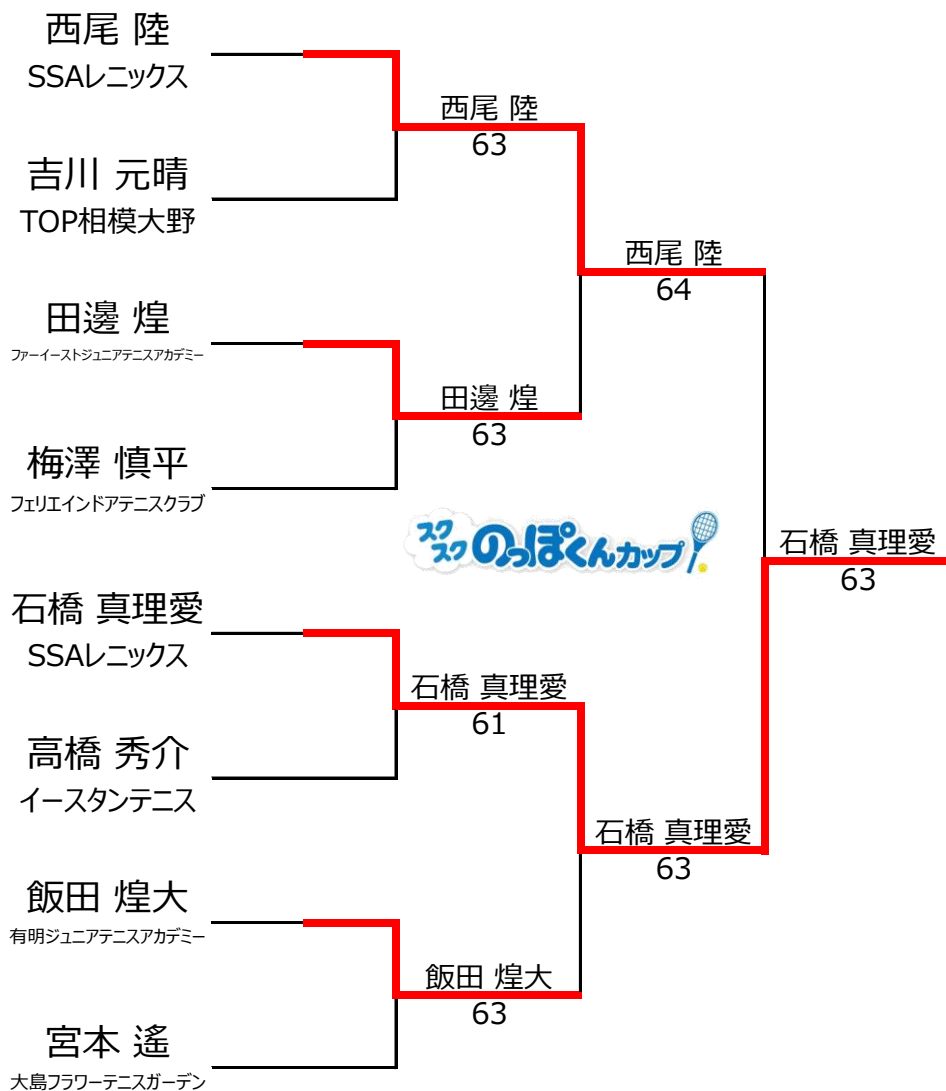 西尾 陸
SSAレニックス
西尾 陸
63
吉川 元晴
TOP相模大野
西尾 陸
64
田邊 煌
ファーイーストジュニアテニスアカデミー
田邊 煌
63
梅澤 慎平
フェリエインドアテニスクラブ
スクスクのっぽくんカップ
石橋 真理愛
63
石橋 真理愛
SSAレニックス
石橋 真理愛
61
高橋 秀介
イースタンテニス
石橋 真理愛
63
飯田 煌大
有明ジュニアテニスアカデミー
飯田 煌大
63
宮本 遙
大島フラワーテニスガーデン